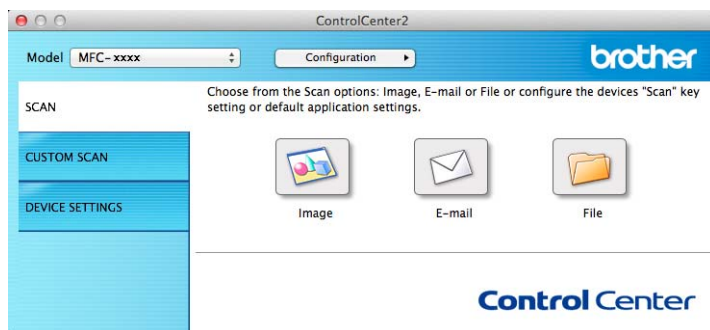 ControlCenter2
Model MFC-xxxx Configuration brother
Choose from the Scan options: Image, E-mail or File or configure the devices "Scan" key
setting or default application settings.
SCAN
CUSTOM SCAN
DEVICE SETTINGS
Image E-mail File
Control Center